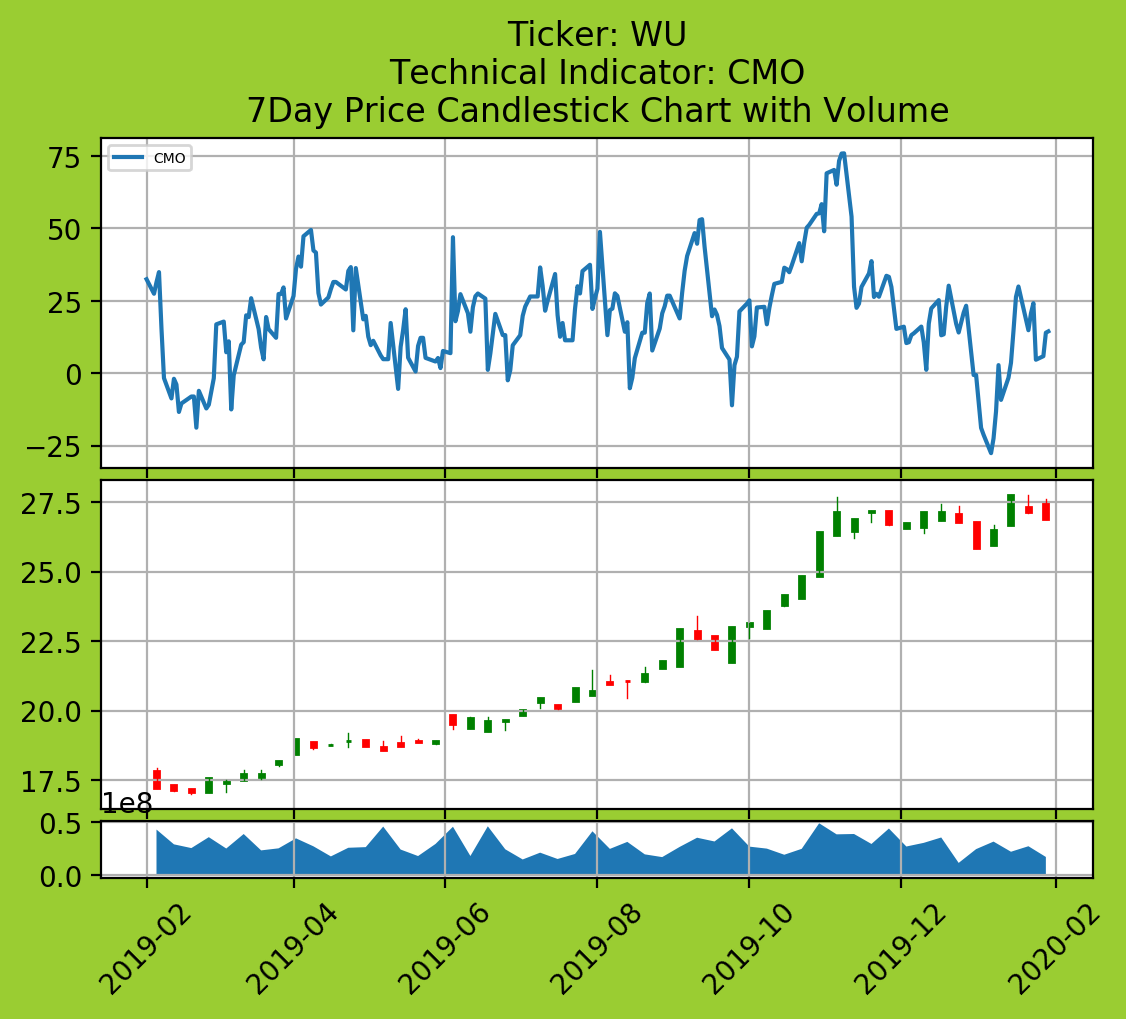 Ticker: WU
Technical Indicator: CMO
7Day Price Candlestick Chart with Volume
CMO
75
50
25
0
−25
27.5
25.0
22.5
20.0
17.5
1e8
0.5
0.0
2019-02 2019-04 2019-06 2019-08 2019-10 2019-12 2020-02